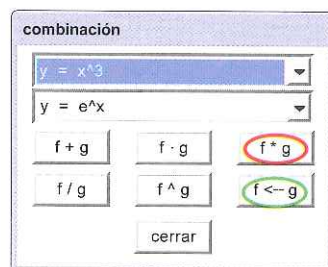 combinación
y = x^3
y = e^x
f + g f - g f * g
f / g f ^ g f <-- g
cerrar